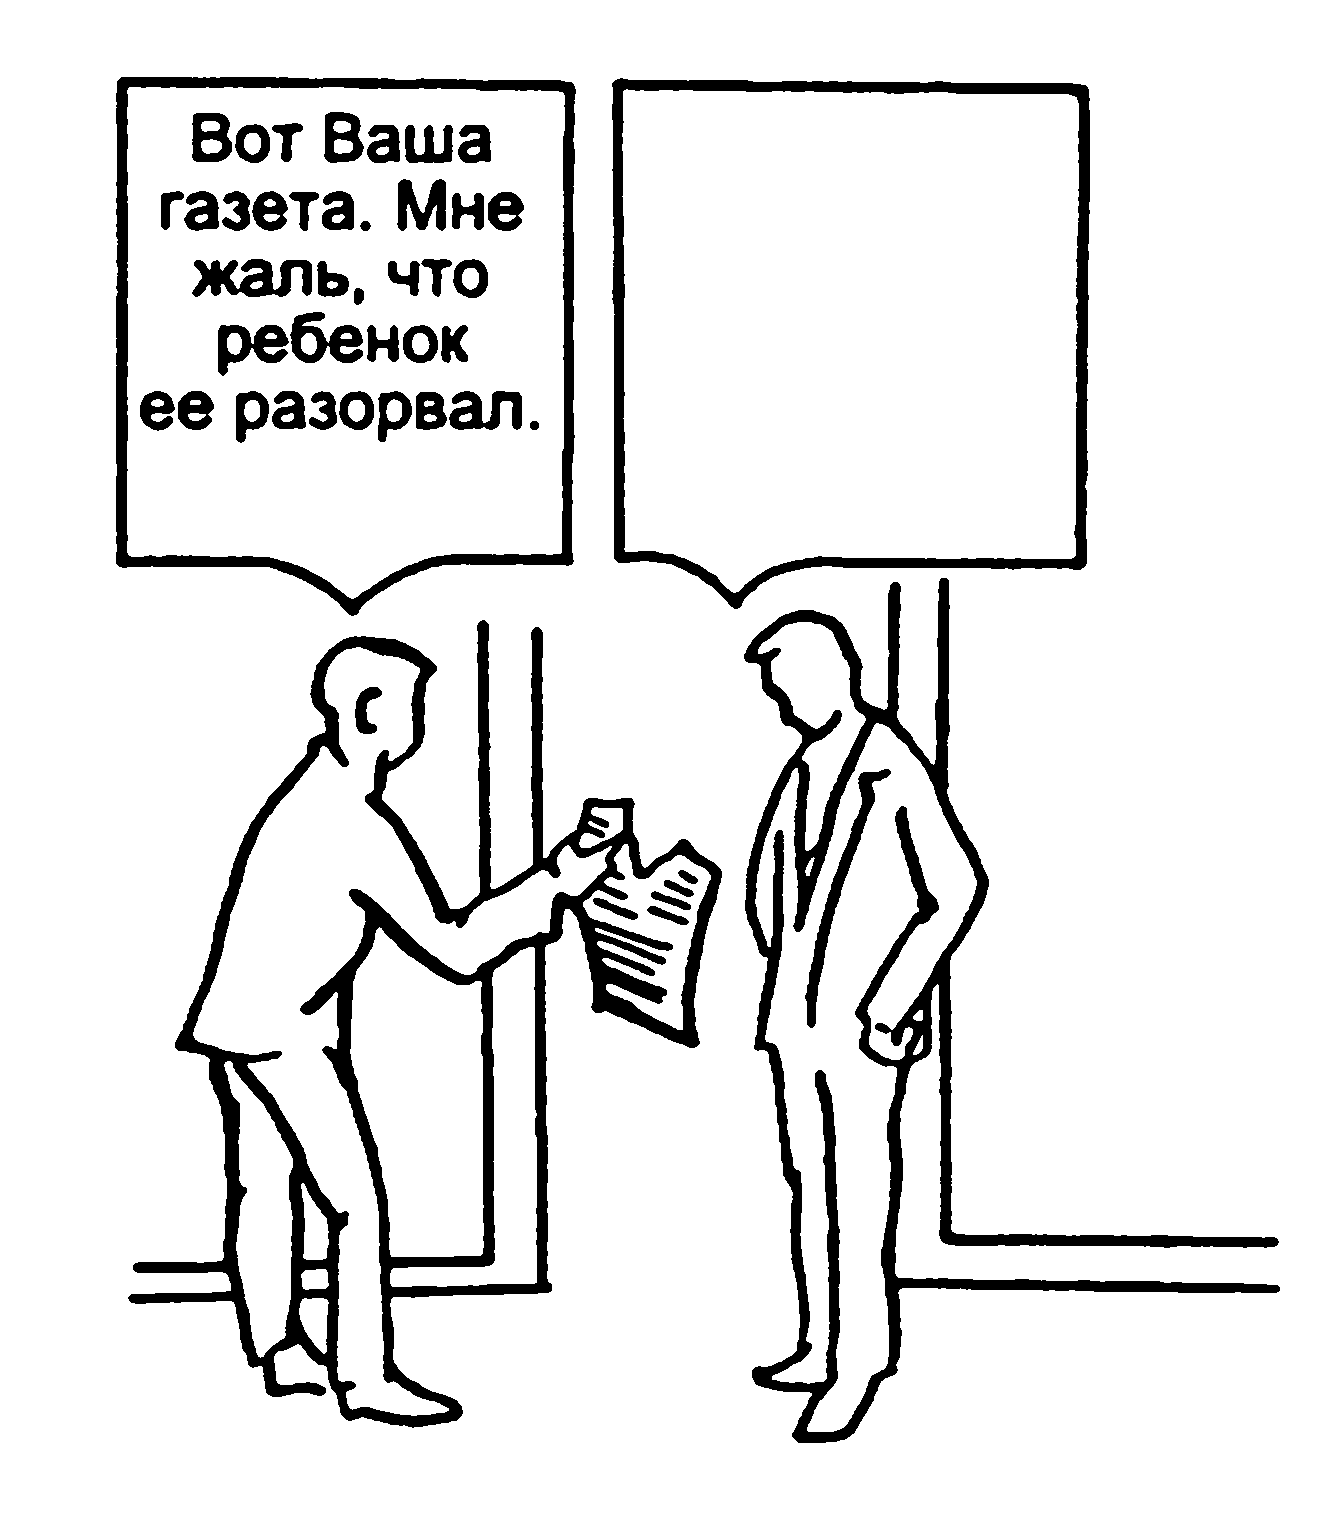 Вот Ваша
газета. Мне
жаль, что
ребенок
ее разорвал.